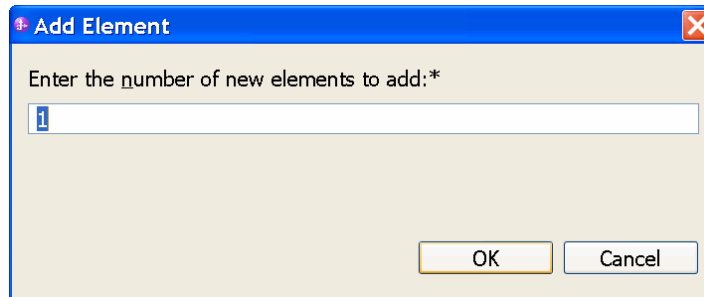 Add Element
Enter the number of new elements to add:*
1
OK
Cancel